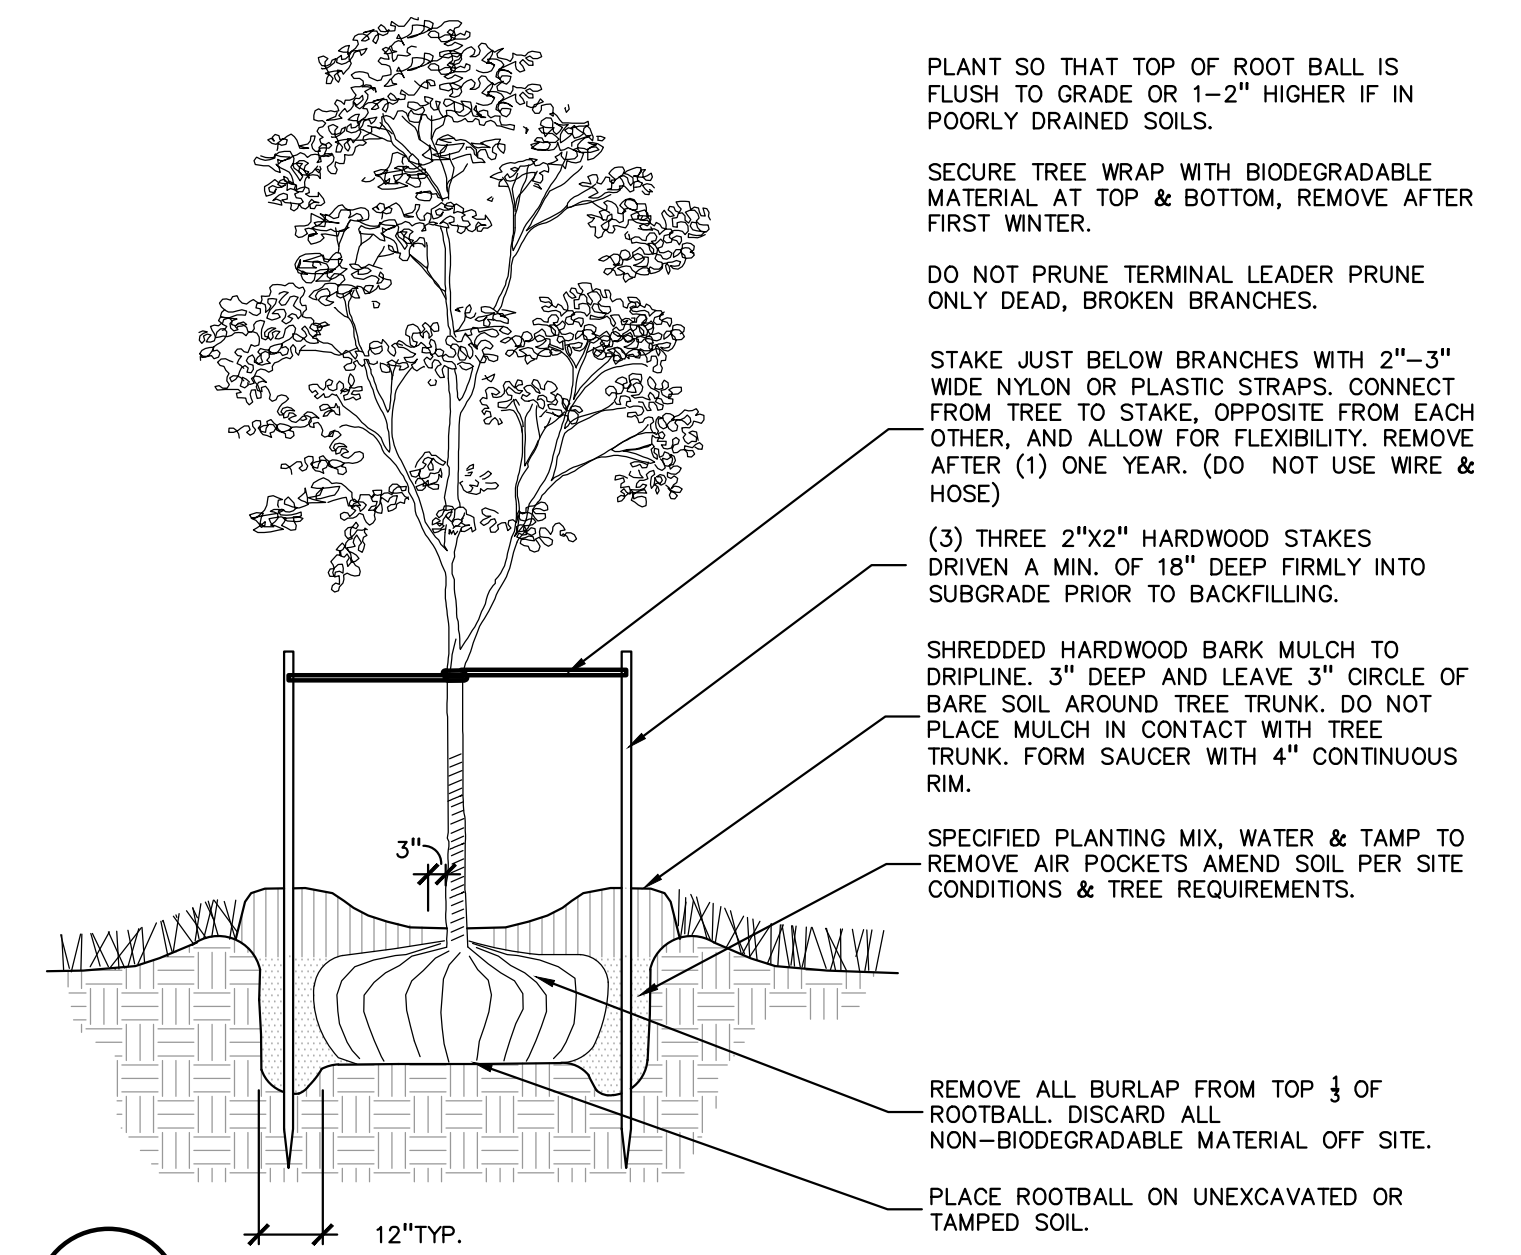 PLANT SO THAT TOP OF ROOT BALL IS
FLUSH TO GRADE OR 1-2" HIGHER IF IN
POORLY DRAINED SOILS.
SECURE TREE WRAP WITH BIODEGRADABLE
MATERIAL AT TOP & BOTTOM, REMOVE AFTER
FIRST WINTER.
DO NOT PRUNE TERMINAL LEADER PRUNE
ONLY DEAD, BROKEN BRANCHES.
STAKE JUST BELOW BRANCHES WITH 2"-3"
WIDE NYLON OR PLASTIC STRAPS. CONNECT
FROM TREE TO STAKE, OPPOSITE FROM EACH
OTHER, AND ALLOW FOR FLEXIBILITY. REMOVE
AFTER (1) ONE YEAR. (DO NOT USE WIRE &
HOSE)
(3) THREE 2"X2" HARDWOOD STAKES
DRIVEN A MIN. OF 18" DEEP FIRMLY INTO
SUBGRADE PRIOR TO BACKFILLING.
SHREDDED HARDWOOD BARK MULCH TO
DRIPLINE. 3" DEEP AND LEAVE 3" CIRCLE OF
BARE SOIL AROUND TREE TRUNK. DO NOT
PLACE MULCH IN CONTACT WITH TREE
TRUNK. FORM SAUCER WITH 4" CONTINUOUS
RIM.
3"
SPECIFIED PLANTING MIX, WATER & TAMP TO
REMOVE AIR POCKETS AMEND SOIL PER SITE
CONDITIONS & TREE REQUIREMENTS.
REMOVE ALL BURLAP FROM TOP 1/3 OF
ROOTBALL. DISCARD ALL
NON-BIODEGRADABLE MATERIAL OFF SITE.
PLACE ROOTBALL ON UNEXCAVATED OR
TAMPED SOIL.
12"TYP.